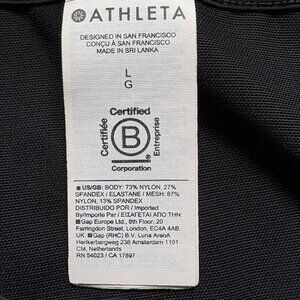 ATHLETA
DESIGNED IN SAN FRANCISCO
CONÇU À SAN FRANCISCO
MADE IN SRI LANKA
L
G
Certified
Certifiée
B
Entreprise
Corporation
US/GB: BODY: 73% NYLON, 27%
SPANDEX / ELASTANE / MESH: 87%
NYLON, 13% SPANDEX
DISTRIBUIDO POR / Imported
By/Importe Par / ΕΙΣΑΓΕΤΑΙ ΑΠΟ ΤΗΝ:
Gap Europe Ltd., 8th Floor, 20
Farringdon Street, London, EC4A 4AB,
UK Gap (RHC) B.V./ Luna ArenA
Herikerbergweg 238 Amsterdam 1101
CM, Netherlands
RN 54023 / CA 17897